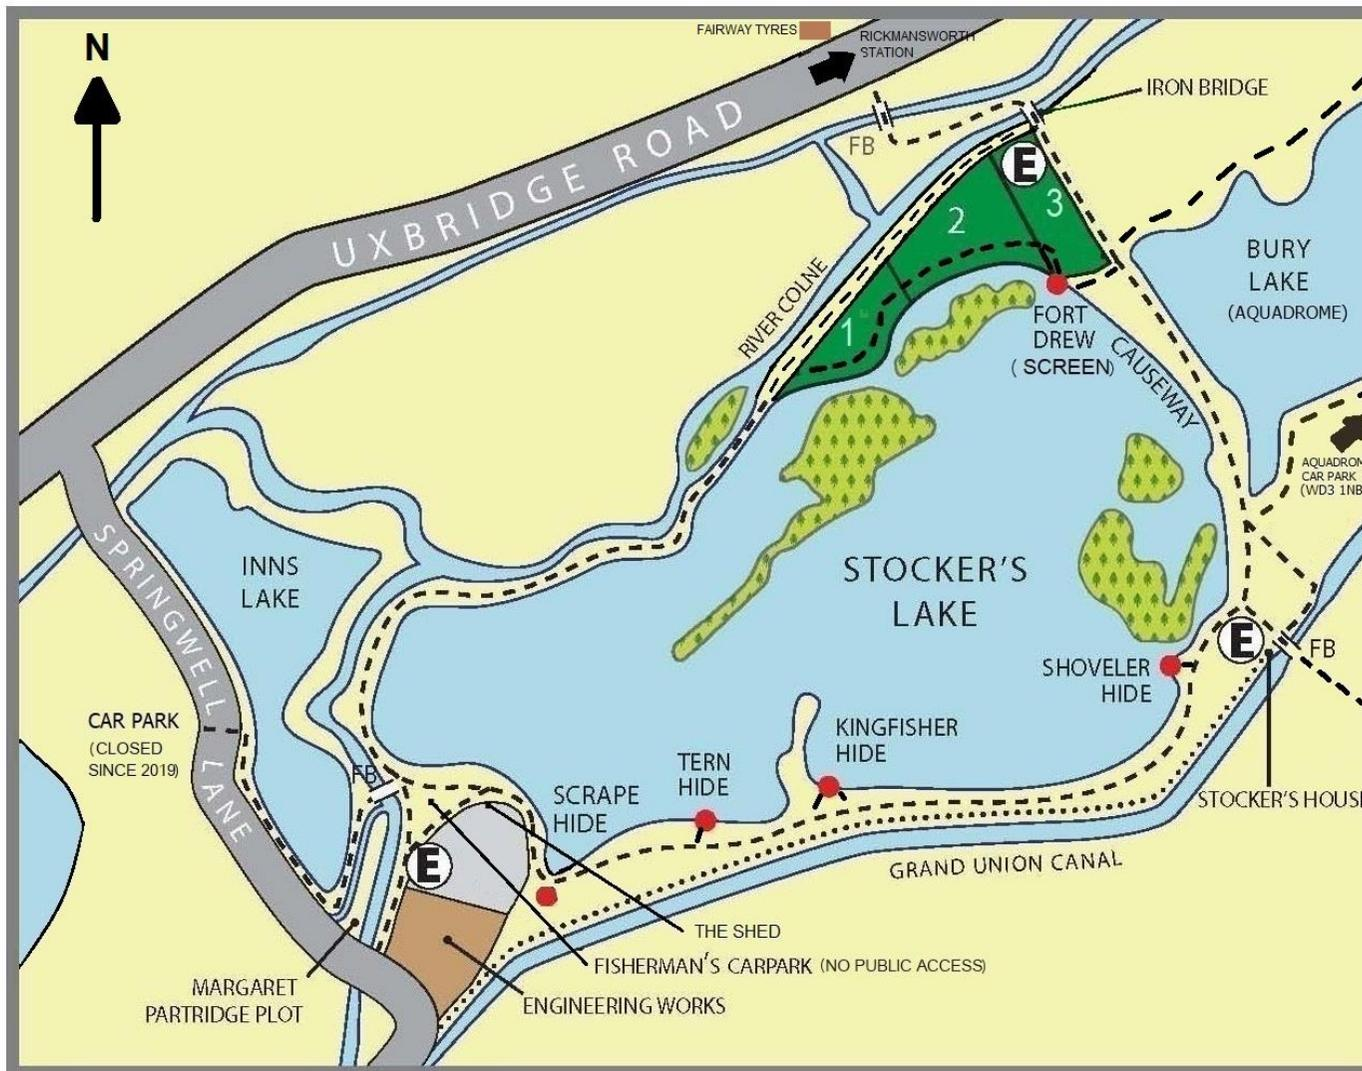 N
FAIRWAY TYRES
RICKMANSWORTH
STATION
IRON BRIDGE
FB
E
UXBRIDGE ROAD
3
2
1
BURY
LAKE
(AQUADROME)
RIVER COLNE
FORT
DREW
( SCREEN)
CAUSEWAY
AQUADROM
CAR PARK
(WD3 1NB
SPRINGWELL LANE
INNS
LAKE
STOCKER'S
LAKE
E
FB
SHOVELER
HIDE
CAR PARK
(CLOSED
SINCE 2019)
KINGFISHER
HIDE
TERN
HIDE
FB
SCRAPE
HIDE
STOCKER'S HOUS
E
GRAND UNION CANAL
THE SHED
FISHERMAN'S CARPARK (NO PUBLIC ACCESS)
MARGARET
PARTRIDGE PLOT
ENGINEERING WORKS